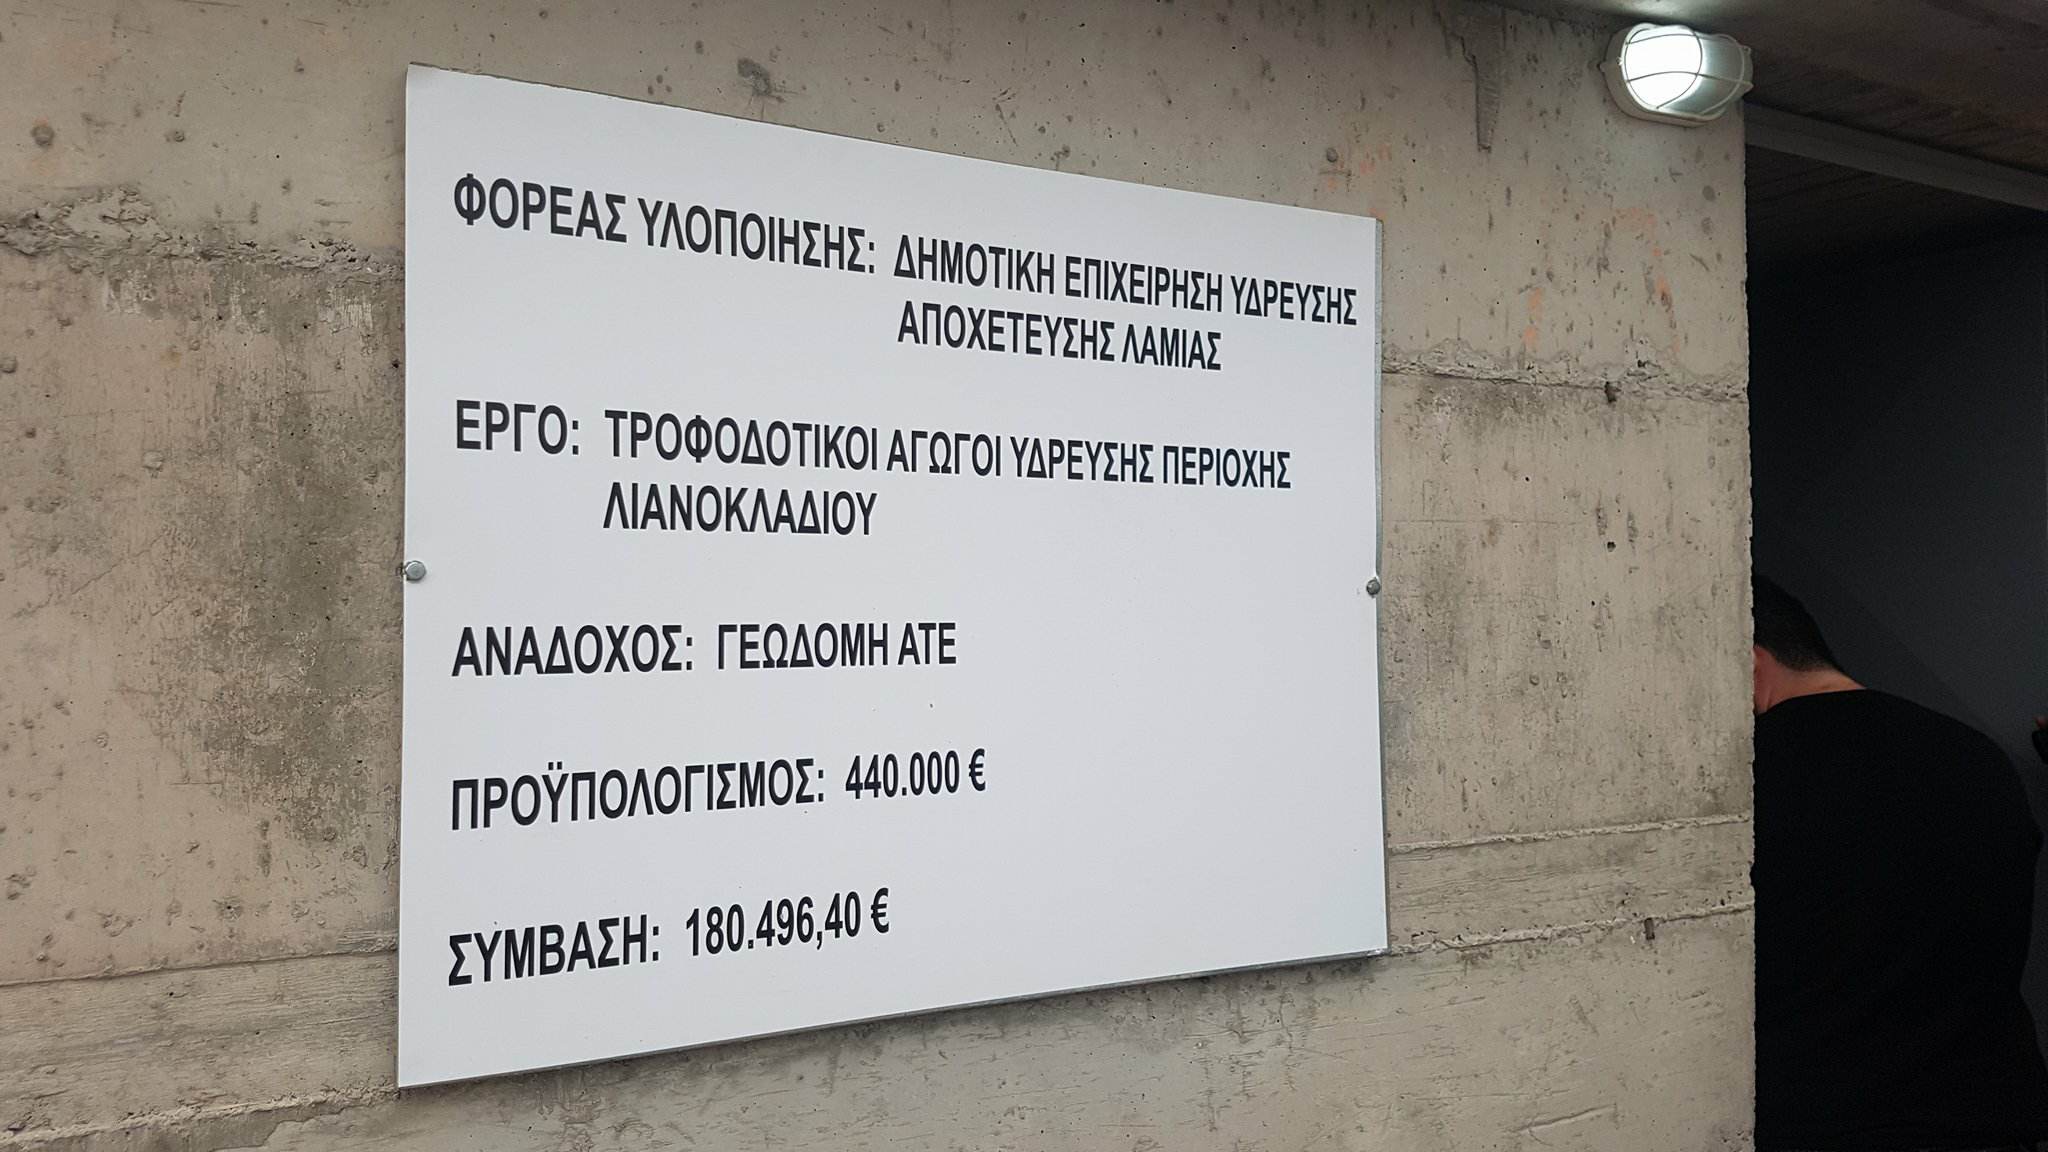 ΦΟΡΕΑΣ ΥΛΟΠΟΙΗΣΗΣ: ΔΗΜΟΤΙΚΗ ΕΠΙΧΕΙΡΗΣΗ ΥΔΡΕΥΣΗΣ
ΑΠΟΧΕΤΕΥΣΗΣ ΛΑΜΙΑΣ
ΕΡΓΟ: ΤΡΟΦΟΔΟΤΙΚΟΙ ΑΓΩΓΟΙ ΥΔΡΕΥΣΗΣ ΠΕΡΙΟΧΗΣ
ΛΙΑΝΟΚΛΑΔΙΟΥ
ΑΝΑΔΟΧΟΣ: ΓΕΩΔΟΜΗ ΑΤΕ
ΠΡΟΫΠΟΛΟΓΙΣΜΟΣ: 440.000 €
ΣΥΜΒΑΣΗ: 180.496,40 €